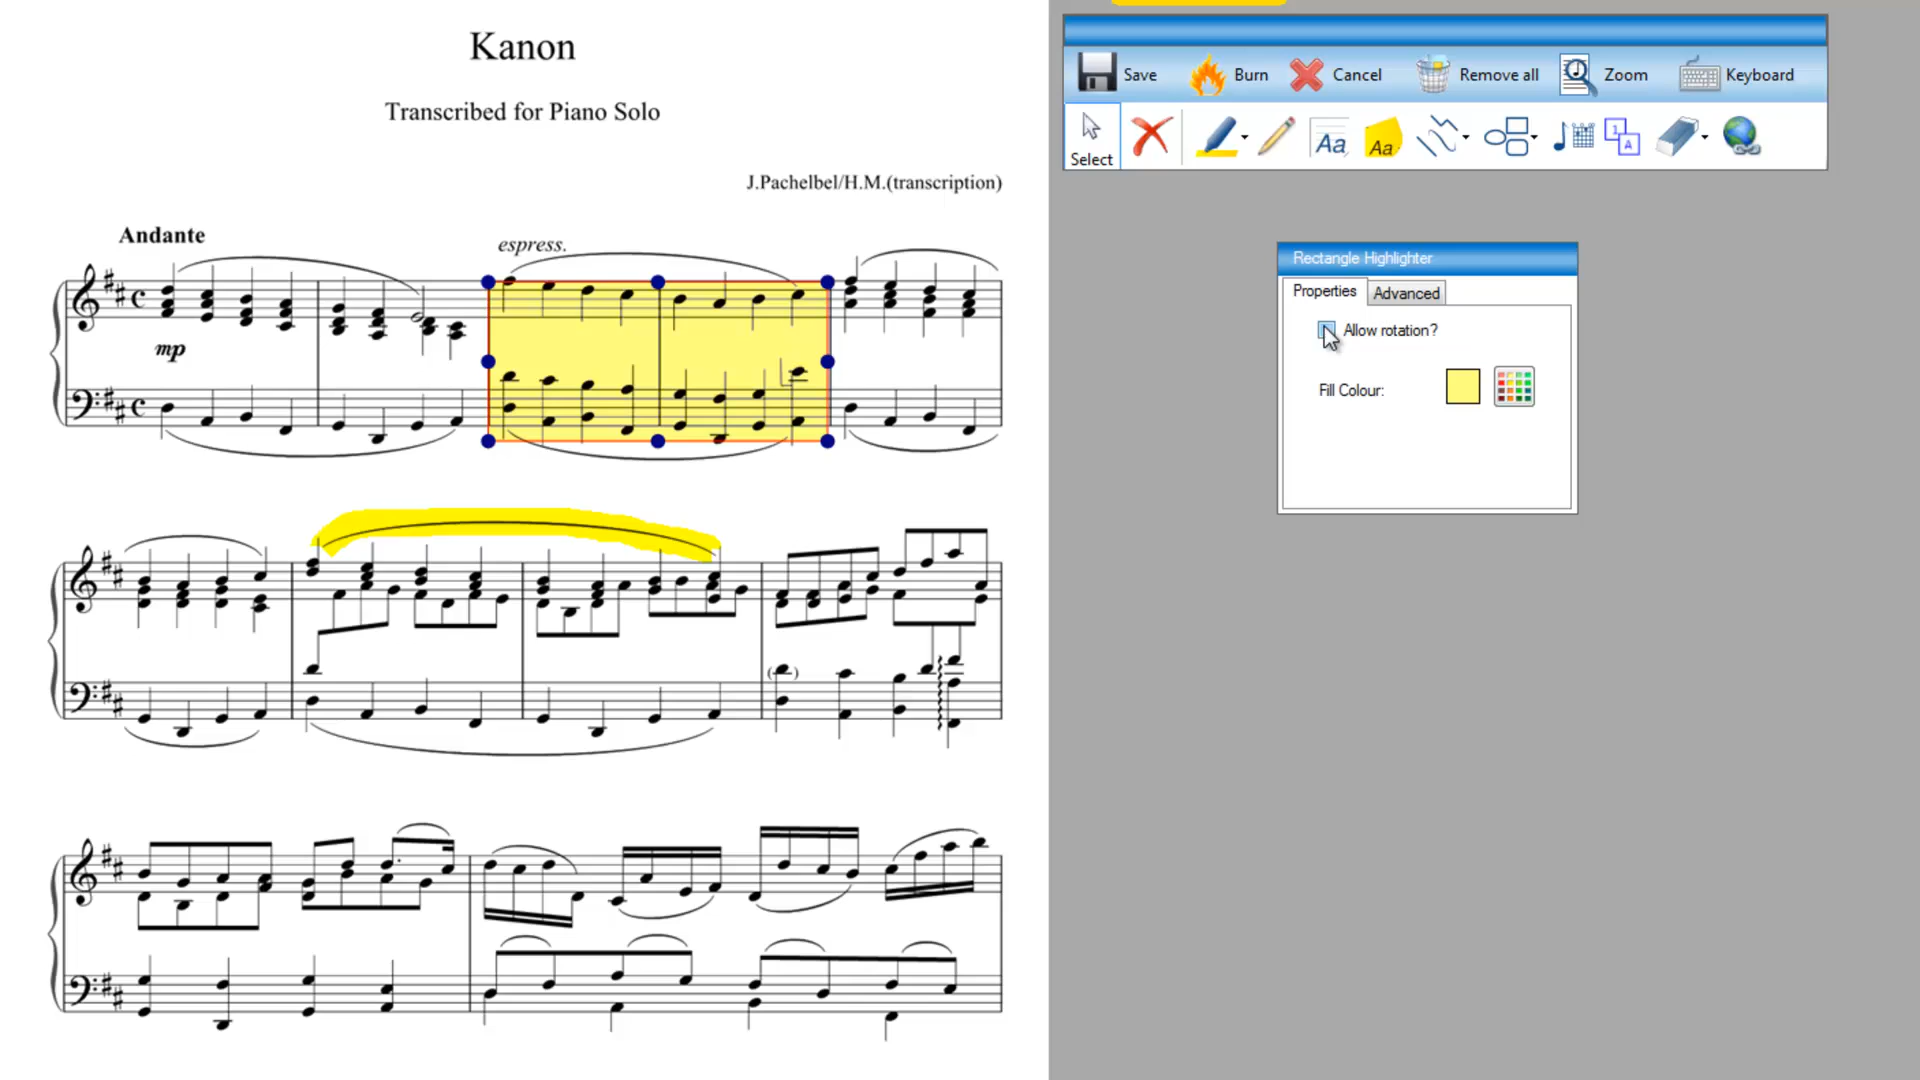 Kanon
Transcribed for Piano Solo
J.Pachelbel/H.M.(transcription)
Andante
espress.
mp
Save Burn Cancel Remove all Zoom Keyboard
Select
Aa Aa 1 A
Rectangle Highlighter
Properties Advanced
Allow rotation?
Fill Colour: